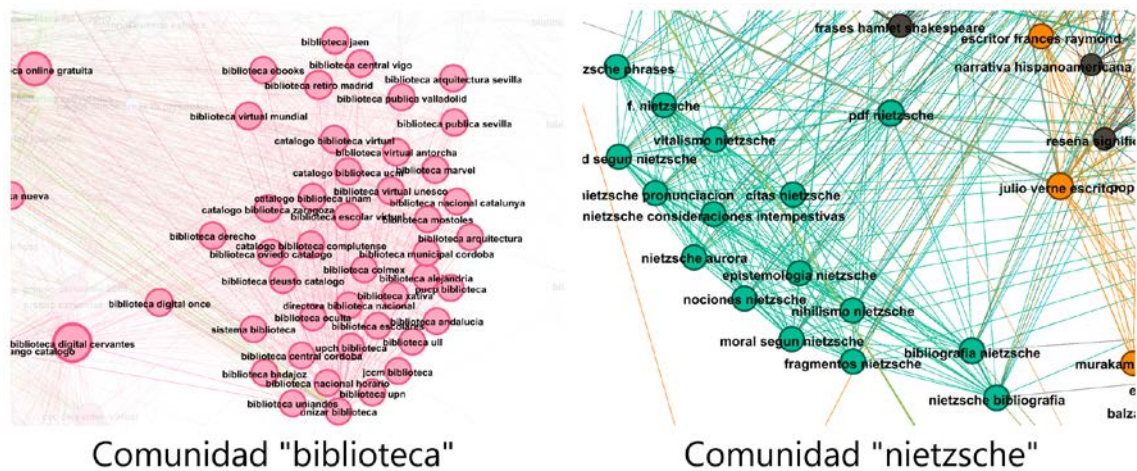 biblioteca jaen
biblioteca ebooks
biblioteca central vigo
ca online gratuita
biblioteca retiro madrid
biblioteca arquitectura sevilla
biblioteca publica valladolid
biblioteca virtual mundial
biblioteca publica sevilla
catalogo biblioteca virtual
biblioteca virtual antorcha
biblioteca marvel
catalogo biblioteca ucm
biblioteca virtual unesco
ca nueva
catalogo biblioteca unam
biblioteca nacional catalunya
catalogo biblioteca zaragoza
biblioteca escolar virtual
biblioteca mostoles
biblioteca derecho
biblioteca arquitectura
catalogo biblioteca complutense
biblioteca oviedo catalogo
biblioteca municipal cordoba
biblioteca colmex
biblioteca deusto catalogo
biblioteca alejandria
pucp biblioteca
biblioteca xativa
biblioteca digital once
directora biblioteca nacional
biblioteca oculta
biblioteca escolares
biblioteca andalucia
sistema biblioteca
biblioteca digital cervantes
ango catalogo
upch biblioteca
biblioteca ull
biblioteca central cordoba
biblioteca badajoz
jccm biblioteca
biblioteca nacional horario
biblioteca upn
biblioteca uniandes
unizar biblioteca
Comunidad "biblioteca"
frases hamlet shakespeare
escritor frances raymond
zsche phrases
narrativa hispanoamericana
f. nietzsche
pdf nietzsche
vitalismo nietzsche
reseña signifi
d segun nietzsche
nietzsche pronunciacion
citas nietzsche
julio verne escritor
pop
nietzsche consideraciones intempestivas
nietzsche aurora
epistemologia nietzsche
nociones nietzsche
nihilismo nietzsche
moral segun nietzsche
bibliografia nietzsche
fragmentos nietzsche
murakam
nietzsche bibliografia
e
balza
Comunidad "nietzsche"